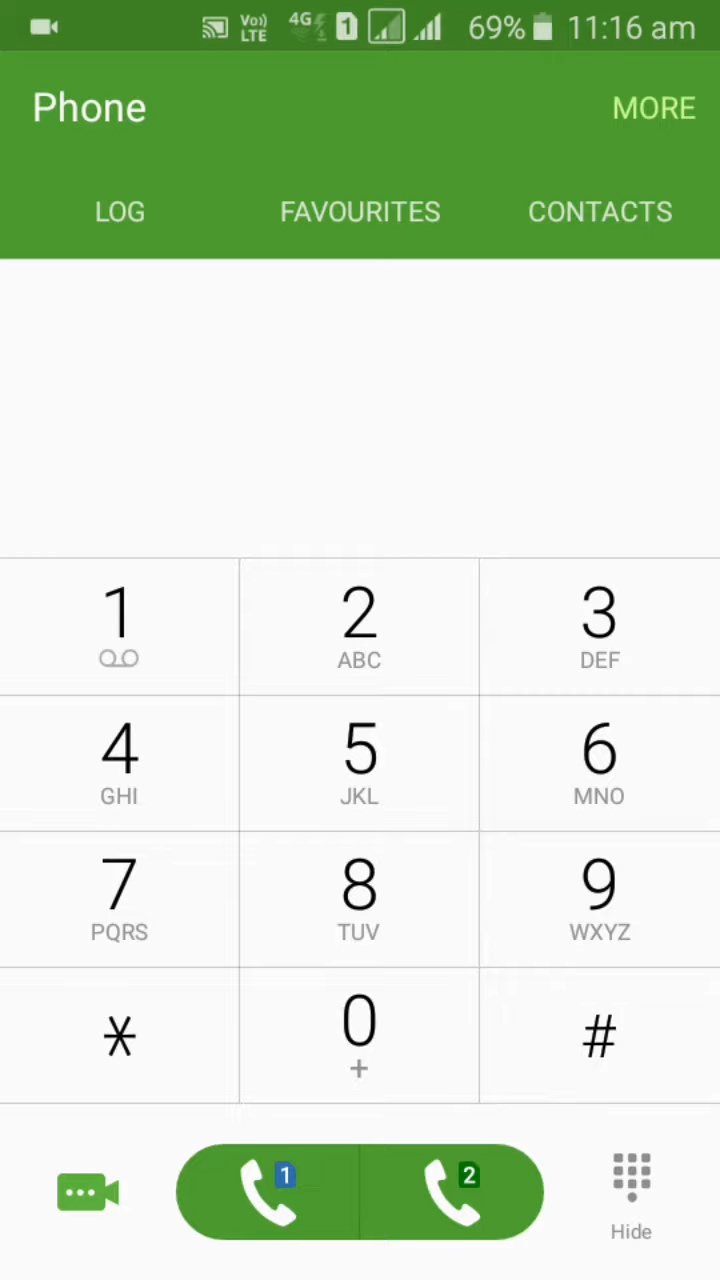 Vo)) LTE 4G 1 69% 11:16 am
Phone MORE
LOG FAVOURITES CONTACTS
1 2 3
ABC DEF
4 5 6
GHI JKL MNO
7 8 9
PQRS TUV WXYZ
* 0 #
+
1 2
Hide